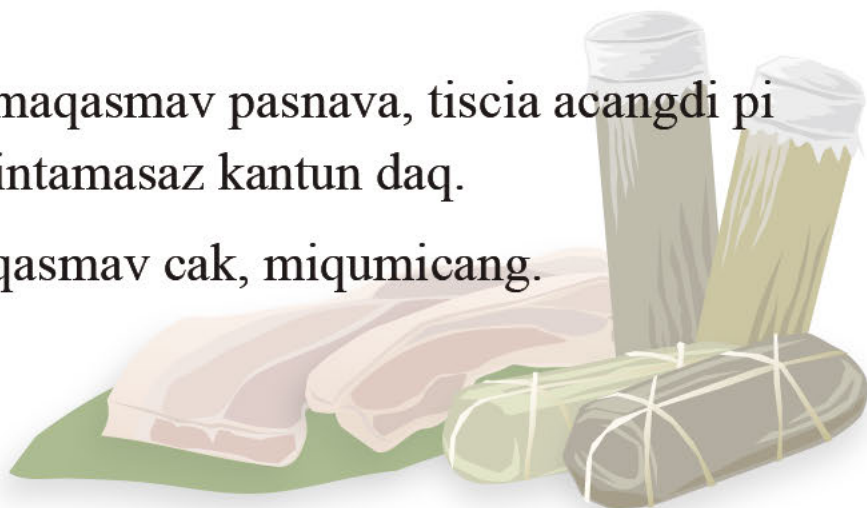 maqasmav pasnava, tiscia acangdi pi
intamasaz kantun daq.
qasmav cak, miqumicang.